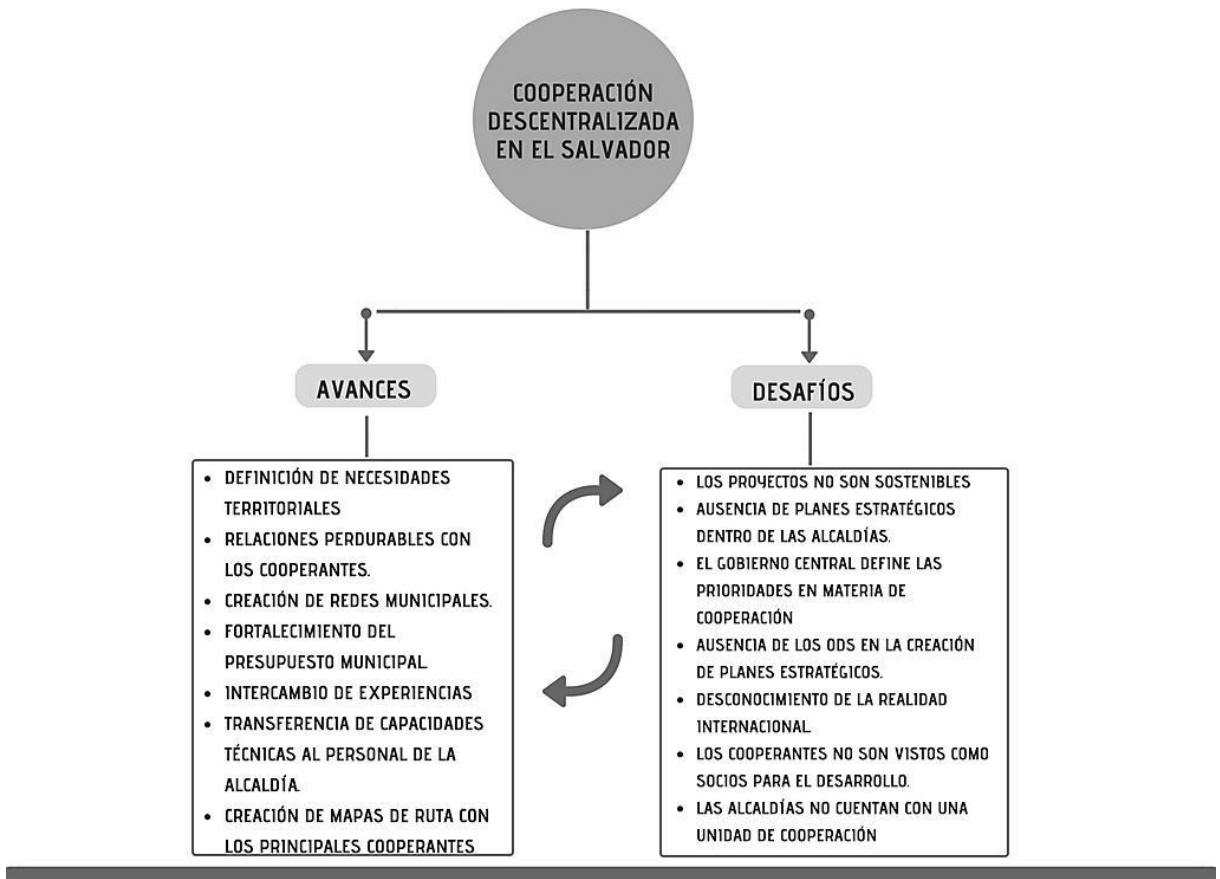 COOPERACIÓN
DESCENTRALIZADA
EN EL SALVADOR
AVANCES
DESAFÍOS
• DEFINICIÓN DE NECESIDADES
TERRITORIALES
• RELACIONES PERDURABLES CON
LOS COOPERANTES.
• CREACIÓN DE REDES MUNICIPALES.
• FORTALECIMIENTO DEL
PRESUPUESTO MUNICIPAL.
• INTERCAMBIO DE EXPERIENCIAS
• TRANSFERENCIA DE CAPACIDADES
TÉCNICAS AL PERSONAL DE LA
ALCALDÍA.
• CREACIÓN DE MAPAS DE RUTA CON
LOS PRINCIPALES COOPERANTES
• LOS PROYECTOS NO SON SOSTENIBLES
• AUSENCIA DE PLANES ESTRATÉGICOS
DENTRO DE LAS ALCALDÍAS.
• EL GOBIERNO CENTRAL DEFINE LAS
PRIORIDADES EN MATERIA DE
COOPERACIÓN
• AUSENCIA DE LOS ODS EN LA CREACIÓN
DE PLANES ESTRATÉGICOS.
• DESCONOCIMIENTO DE LA REALIDAD
INTERNACIONAL.
• LOS COOPERANTES NO SON VISTOS COMO
SOCIOS PARA EL DESARROLLO.
• LAS ALCALDÍAS NO CUENTAN CON UNA
UNIDAD DE COOPERACIÓN